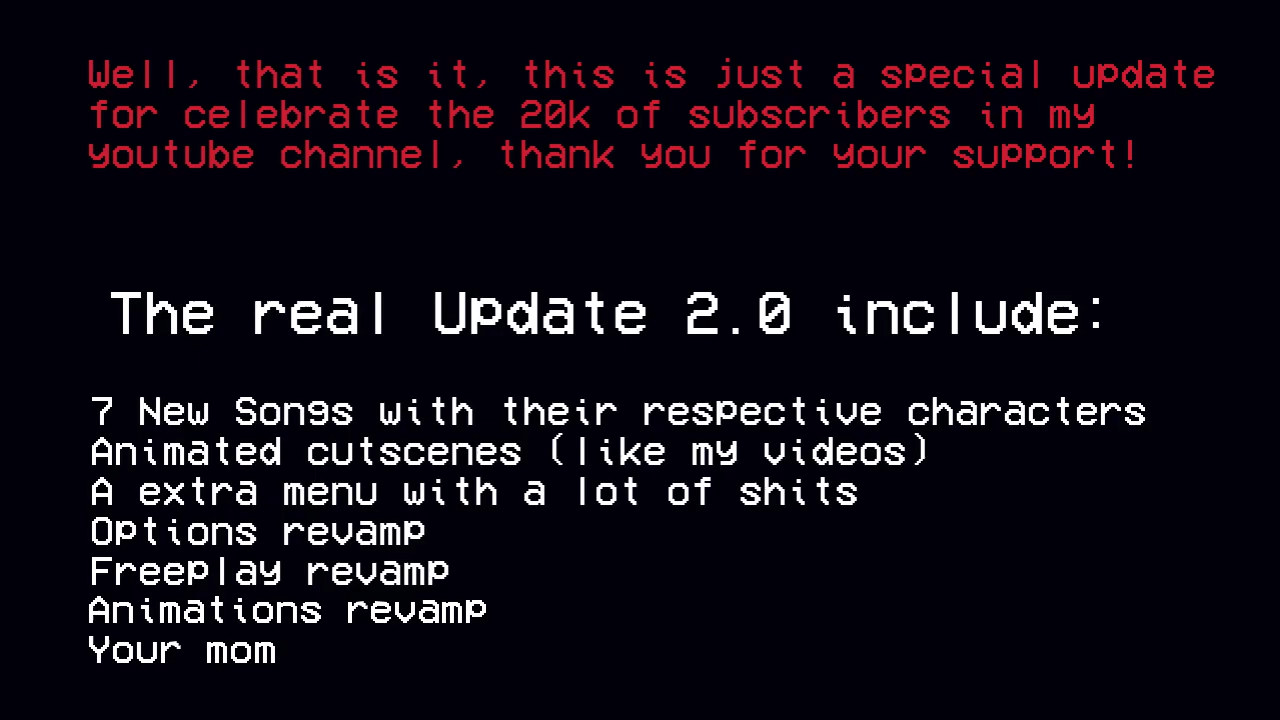 Well, that is it, this is just a special update
for celebrate the 20k of subscribers in my
youtube channel, thank you for your support!
The real Update 2.0 include:
7 New Songs with their respective characters
Animated cutscenes (like my videos)
A extra menu with a lot of shits
Options revamp
Freeplay revamp
Animations revamp
Your mom